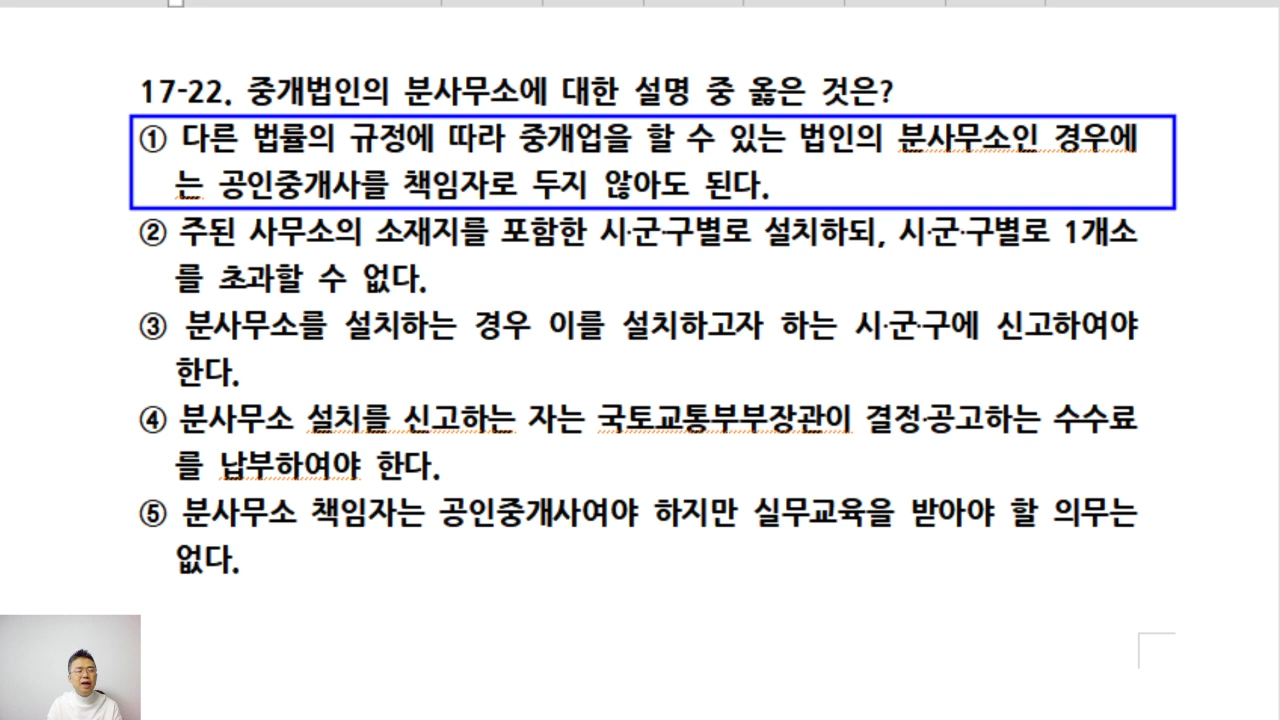 17-22. 중개법인의 분사무소에 대한 설명 중 옳은 것은?
① 다른 법률의 규정에 따라 중개업을 할 수 있는 법인의 분사무소인 경우에
는 공인중개사를 책임자로 두지 않아도 된다.
② 주된 사무소의 소재지를 포함한 시·군·구별로 설치하되, 시·군·구별로 1개소
를 초과할 수 없다.
③ 분사무소를 설치하는 경우 이를 설치하고자 하는 시·군·구에 신고하여야
한다.
④ 분사무소 설치를 신고하는 자는 국토교통부부장관이 결정·공고하는 수수료
를 납부하여야 한다.
⑤ 분사무소 책임자는 공인중개사여야 하지만 실무교육을 받아야 할 의무는
없다.